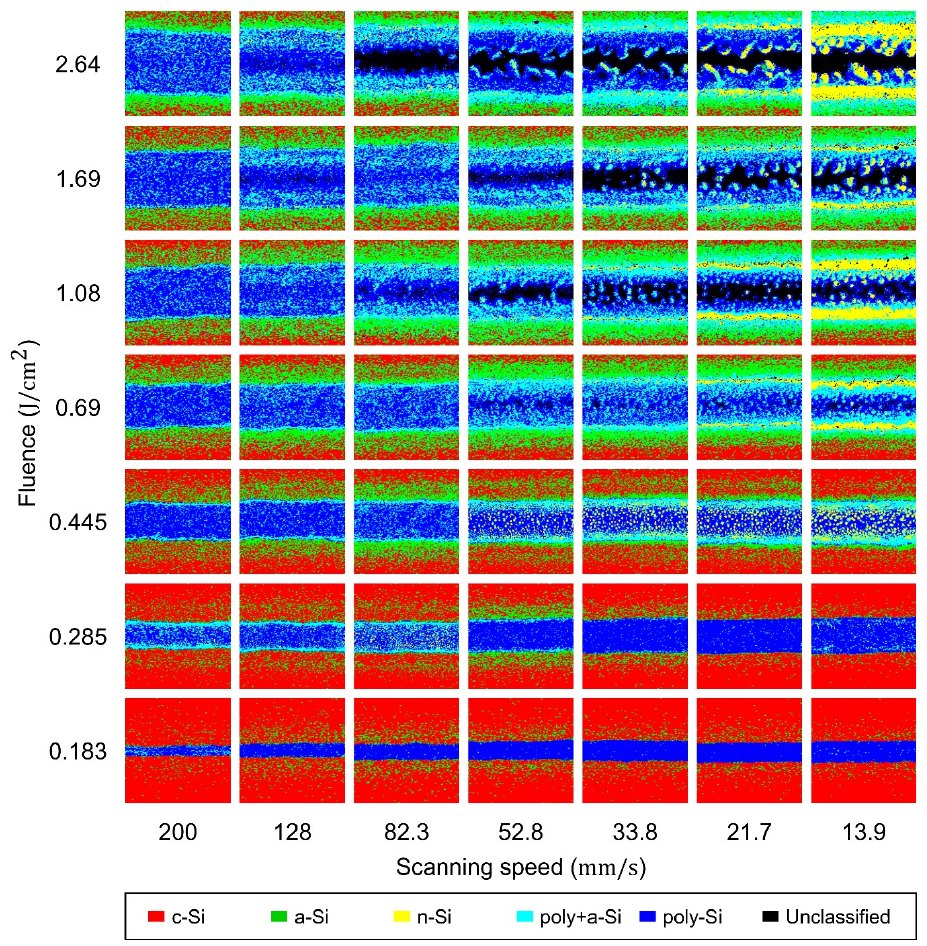 2.64
1.69
1.08
0.69
0.445
0.285
0.183
Fluence (J/cm²)
200 128 82.3 52.8 33.8 21.7 13.9
Scanning speed (mm/s)
c-Si a-Si n-Si poly+a-Si poly-Si Unclassified